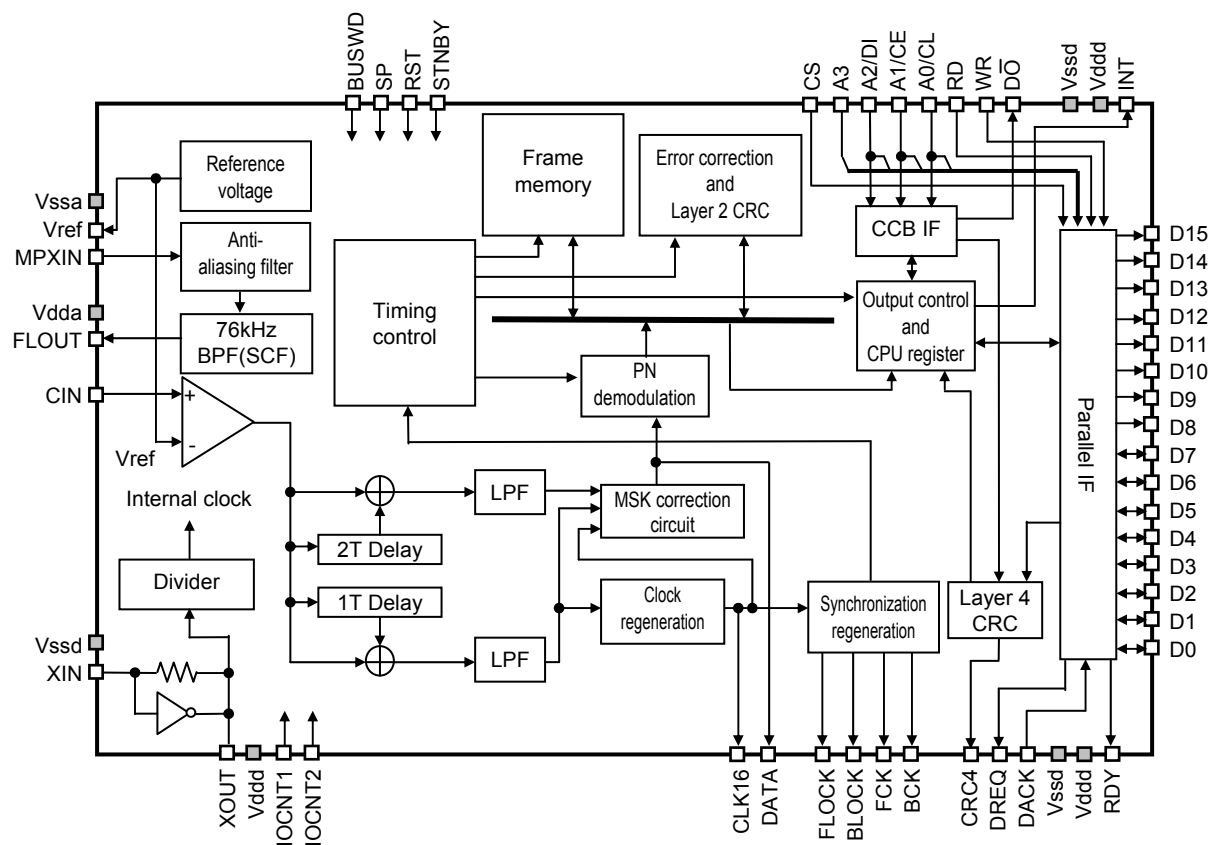 BUSWD
SP
RST
STNBY
CS
A3
A2/DI
A1/CE
A0/CL
RD
WR
DO
Vssd
Vddd
INT
Vssa
Vref
MPXIN
Vdda
FLOUT
CIN
Vssd
XIN
Reference
voltage
Anti-
aliasing filter
76kHz
BPF(SCF)
+
-
Vref
Internal clock
Divider
Timing
control
Frame
memory
Error correction
and
Layer 2 CRC
CCB IF
Output control
and
CPU register
PN
demodulation
LPF
MSK correction
circuit
2T Delay
1T Delay
LPF
Clock
regeneration
Synchronization
regeneration
Layer 4
CRC
Parallel IF
D15
D14
D13
D12
D11
D10
D9
D8
D7
D6
D5
D4
D3
D2
D1
D0
XOUT
Vddd
IOCNT1
IOCNT2
CLK16
DATA
FLOCK
BLOCK
FCK
BCK
CRC4
DREQ
DACK
Vssd
Vddd
RDY